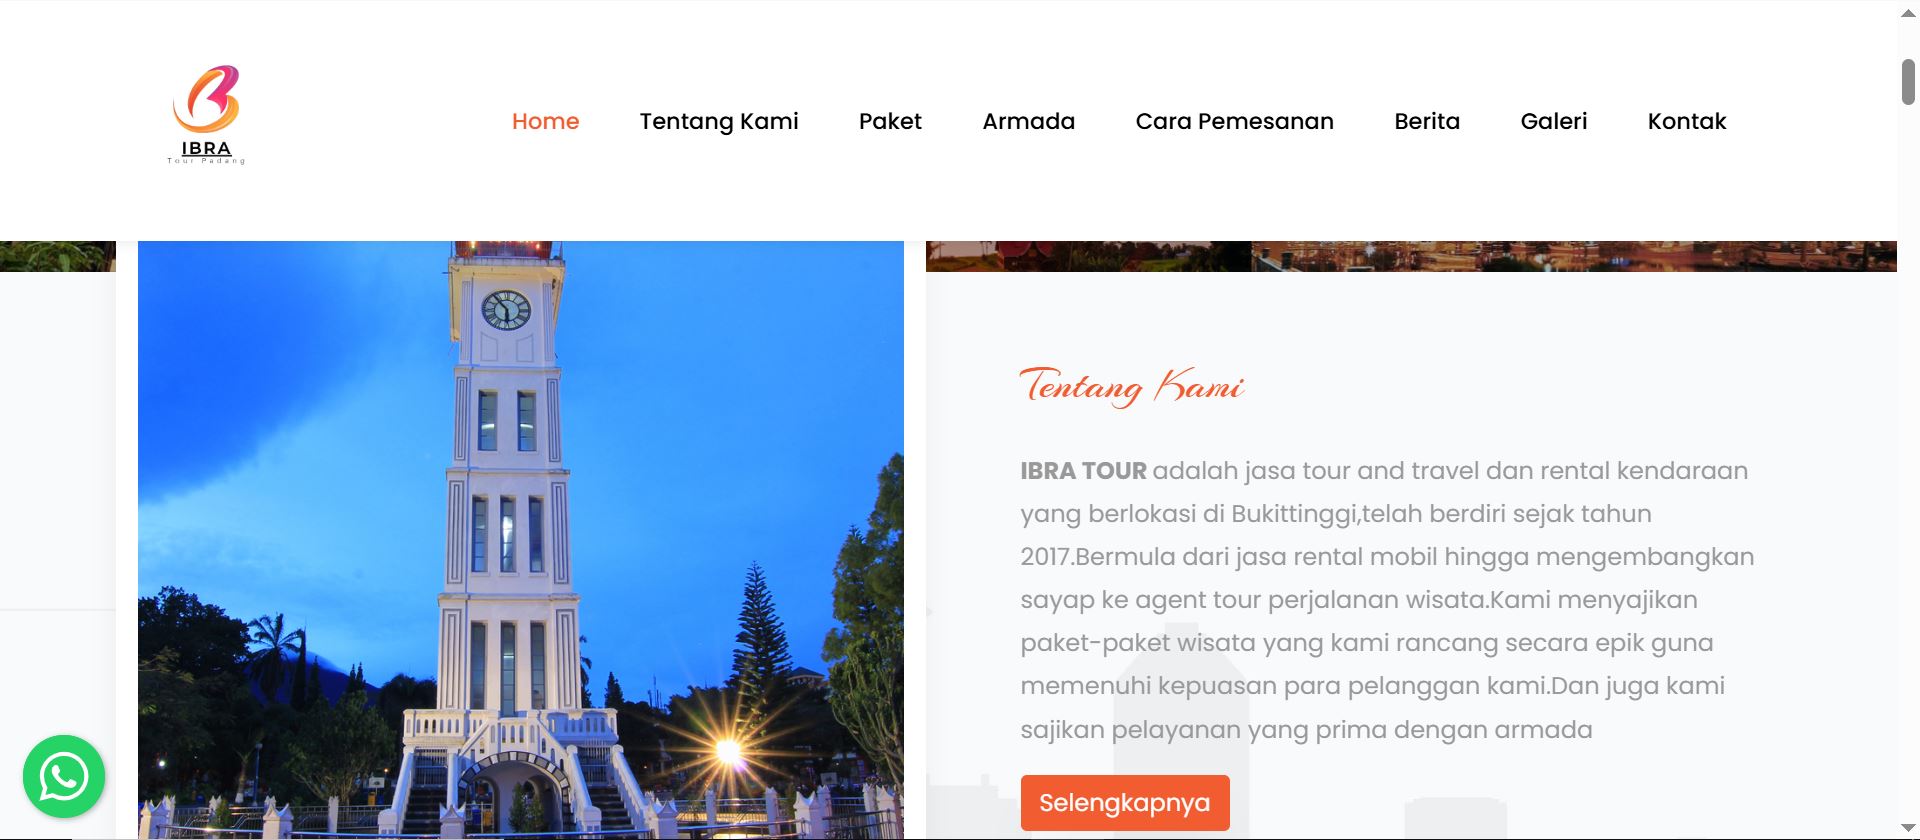 IBRA
Tour Padang
Home Tentang Kami Paket Armada Cara Pemesanan Berita Galeri Kontak
Tentang Kami
IBRA TOUR adalah jasa tour and travel dan rental kendaraan
yang berlokasi di Bukittinggi,telah berdiri sejak tahun
2017.Bermula dari jasa rental mobil hingga mengembangkan
sayap ke agent tour perjalanan wisata.Kami menyajikan
paket-paket wisata yang kami rancang secara epik guna
memenuhi kepuasan para pelanggan kami.Dan juga kami
sajikan pelayanan yang prima dengan armada
Selengkapnya